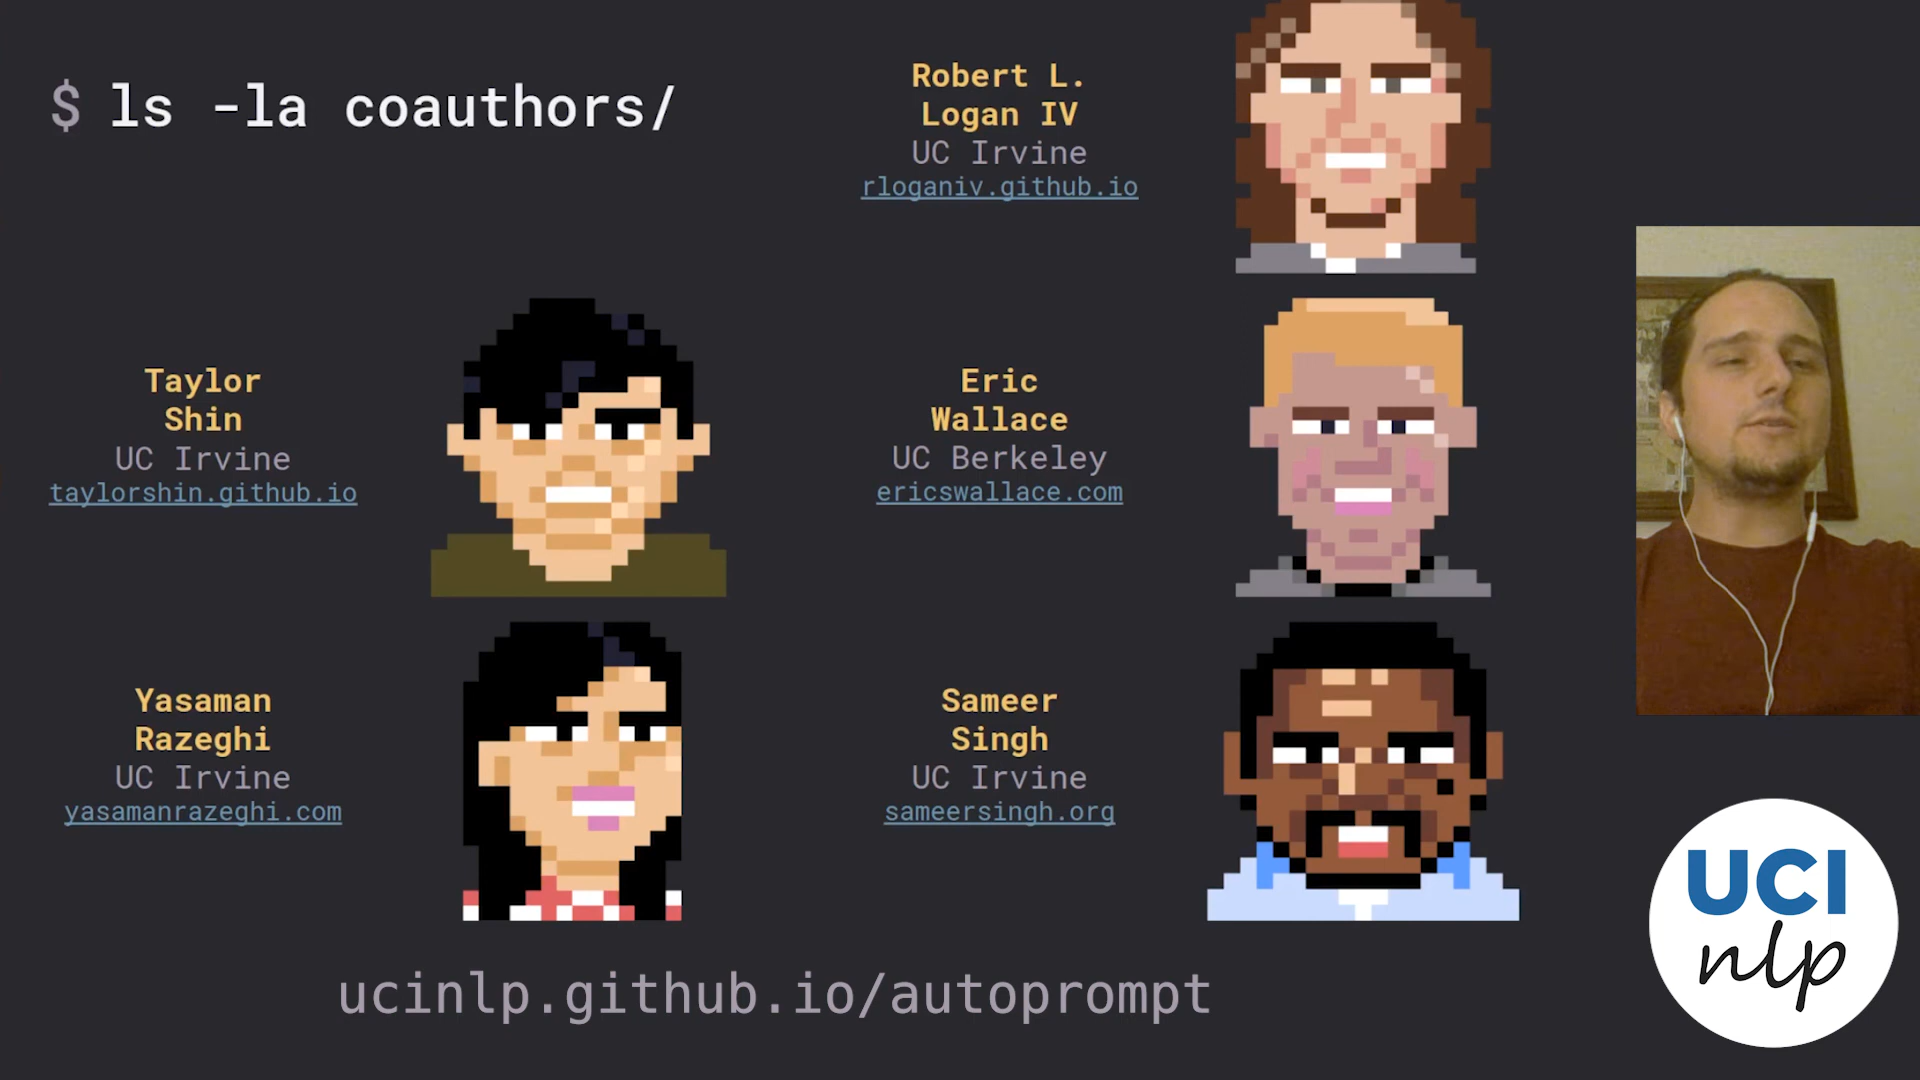 $ ls -la coauthors/
Robert L.
Logan IV
UC Irvine
rloganiv.github.io
Taylor
Shin
UC Irvine
taylorshin.github.io
Eric
Wallace
UC Berkeley
ericswallace.com
Yasaman
Razeghi
UC Irvine
yasamanrazeghi.com
Sameer
Singh
UC Irvine
sameersingh.org
ucinlp.github.io/autoprompt
UCI
nlp